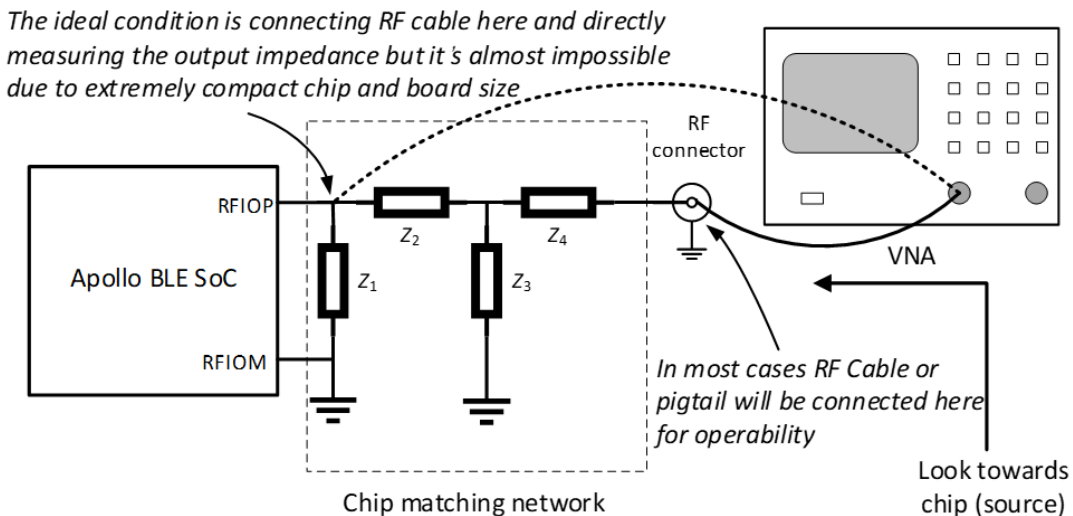 The ideal condition is connecting RF cable here and directly
measuring the output impedance but it's almost impossible
due to extremely compact chip and board size
RF
connector
RFIOP
Z2
Z4
Apollo BLE SoC
Z1
Z3
VNA
RFIOM
In most cases RF Cable or
pigtail will be connected here
for operability
Look towards
chip (source)
Chip matching network